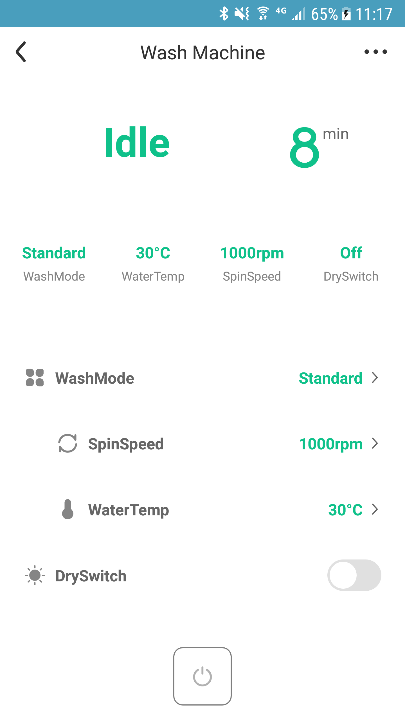 4G 65% 11:17
Wash Machine
Idle 8 min
Standard 30°C 1000rpm Off
WashMode WaterTemp SpinSpeed DrySwitch
WashMode Standard
SpinSpeed 1000rpm
WaterTemp 30°C
DrySwitch